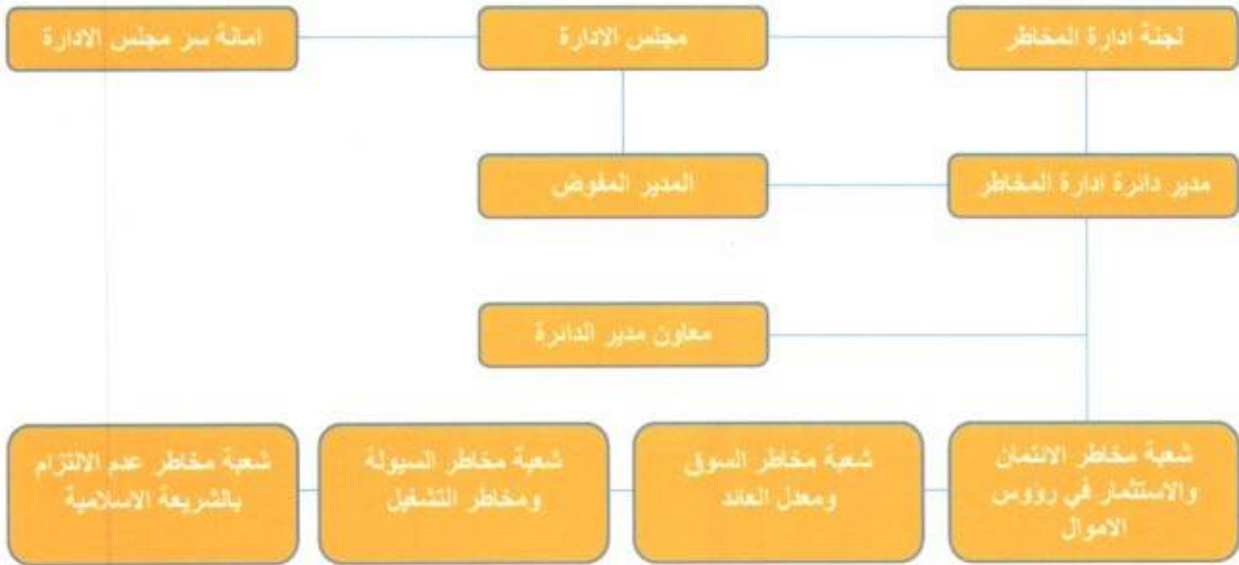 لجنة ادارة المخاطر
مجلس الادارة
امانة سر مجلس الادارة
مدير دائرة ادارة المخاطر
المدير المفوض
معاون مدير الدائرة
شعبة مخاطر الائتمان
والاستثمار في رؤوس
الاموال
شعبة مخاطر السوق
ومعدل العائد
شعبة مخاطر السيولة
ومخاطر التشغيل
شعبة مخاطر عدم الالتزام
بالشريعة الاسلامية